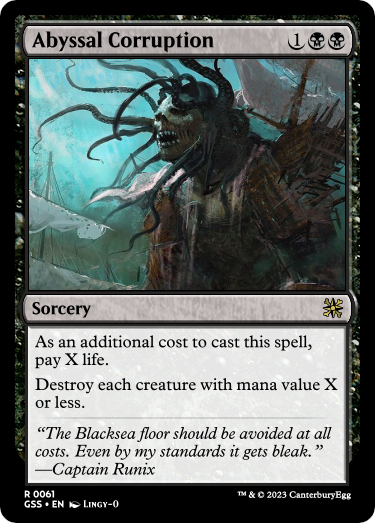 Abyssal Corruption 1
Sorcery
As an additional cost to cast this spell,
pay X life.
Destroy each creature with mana value X
or less.
“The Blacksea floor should be avoided at all
costs. Even by my standards it gets bleak.”
—Captain Runix
R 0061
GSS • EN Lingy-0 ™ & © 2023 CanterburyEgg